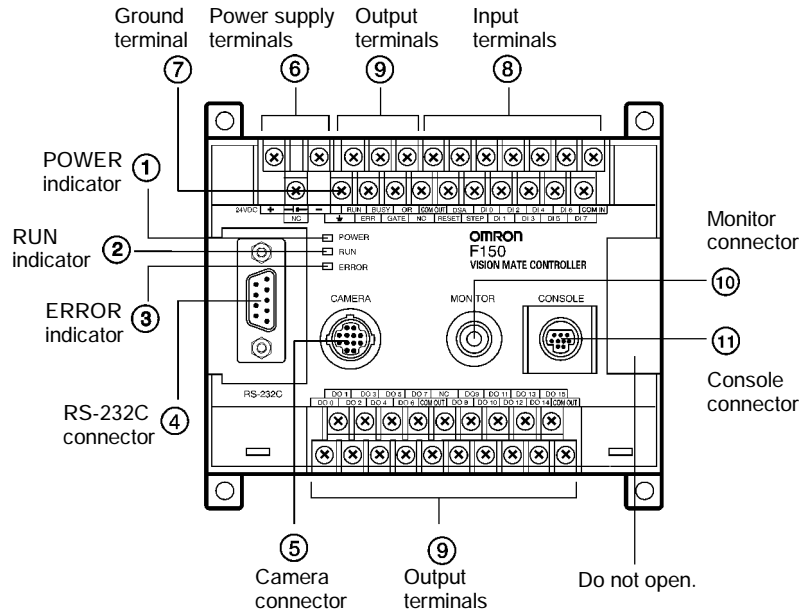 Ground terminal
⑦
Power supply terminals
⑥
Output terminals
⑨
Input terminals
⑧
POWER indicator
①
RUN indicator
②
ERROR indicator
③
RS-232C connector
④
24VDC + − RUN BUSY OR COM OUT DSA DI 0 DI 2 DI 4 DI 6 COM IN
NC ERR GATE NC RESET STEP DI 1 DI 3 DI 5 DI 7
POWER
RUN
ERROR
OMRON
F150
VISION MATE CONTROLLER
Monitor connector
⑩
CAMERA
MONITOR
CONSOLE
⑪
Console connector
RS-232C
DO 1 DO 3 DO 5 DO 7 NC DO9 DO 11 DO 13 DO 15
DO 0 DO 2 DO 4 DO 6 COM OUT DO 8 DO 10 DO 12 DO 14 COM OUT
⑤
Camera connector
⑨
Output terminals
Do not open.